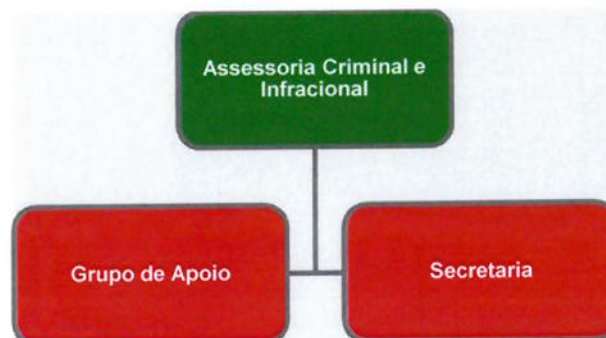 Assessoria Criminal e
Infracional
Grupo de Apoio
Secretaria